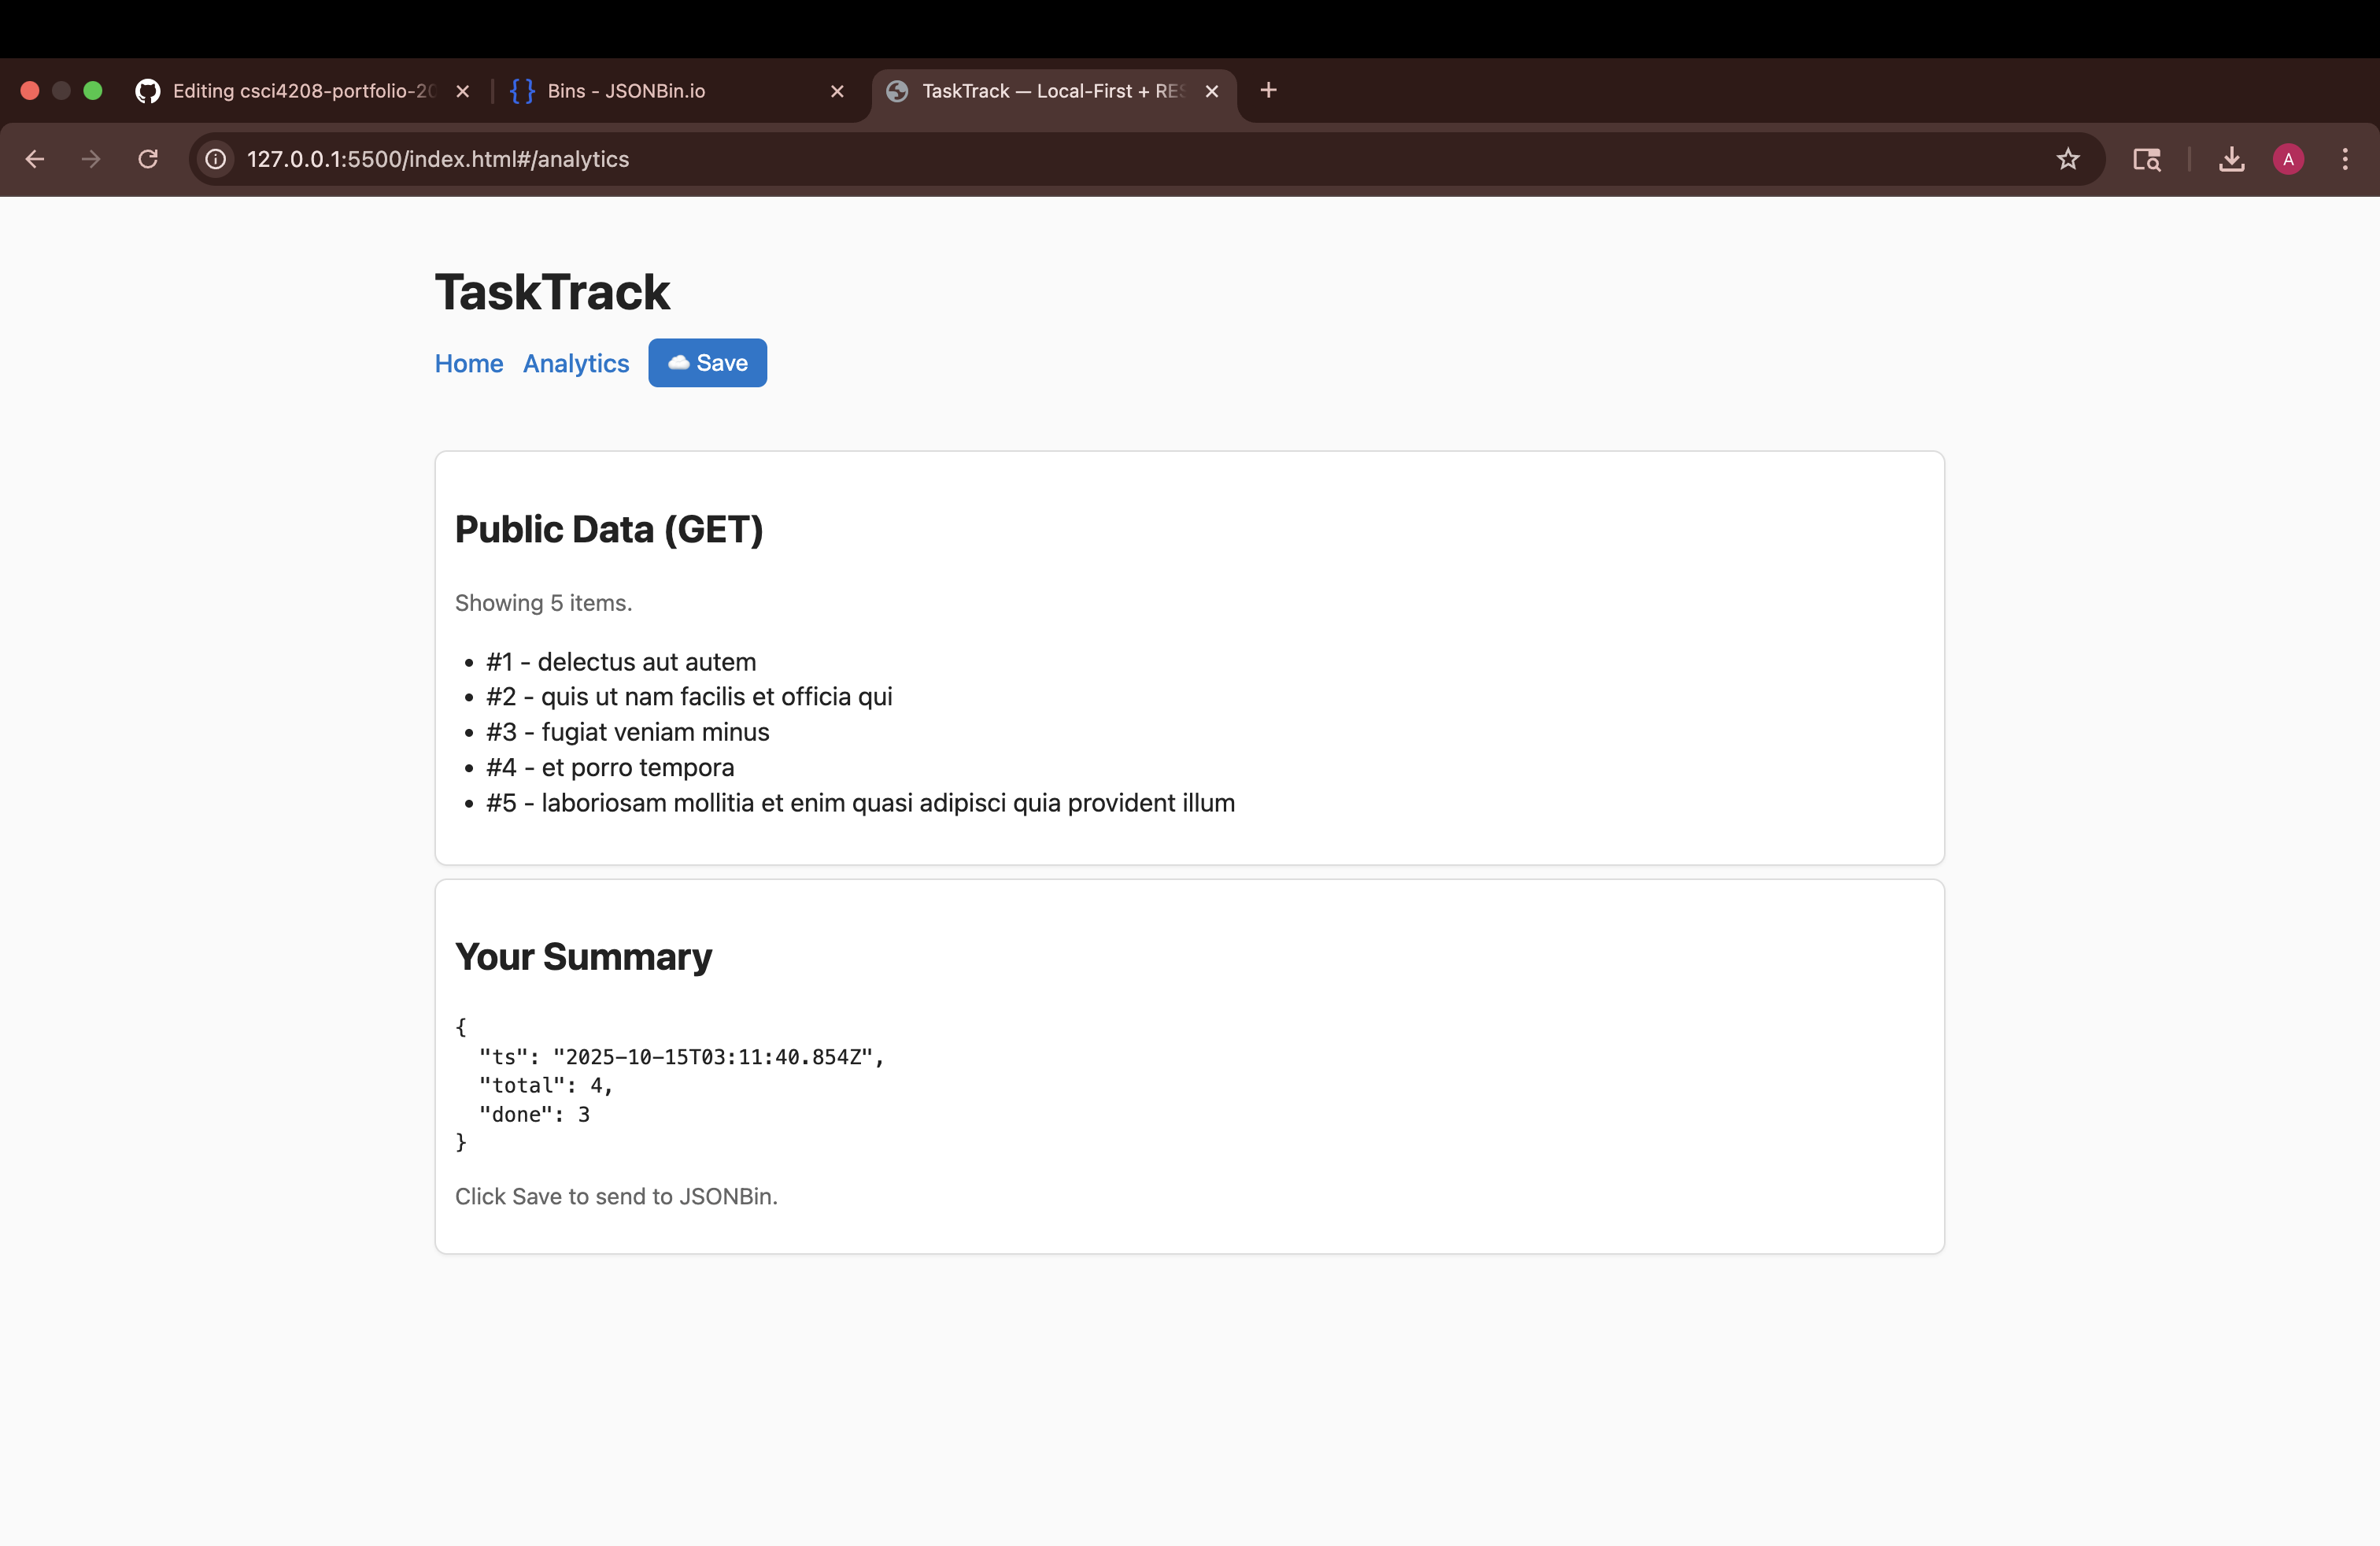 Editing csci4208-portfolio-20
{ } Bins - JSONBin.io
TaskTrack — Local-First + RES
127.0.0.1:5500/index.html#/analytics
A
TaskTrack
Home Analytics Save
Public Data (GET)
Showing 5 items.
• #1 - delectus aut autem
• #2 - quis ut nam facilis et officia qui
• #3 - fugiat veniam minus
• #4 - et porro tempora
• #5 - laboriosam mollitia et enim quasi adipisci quia provident illum
Your Summary
{
"ts": "2025-10-15T03:11:40.854Z",
"total": 4,
"done": 3
}
Click Save to send to JSONBin.